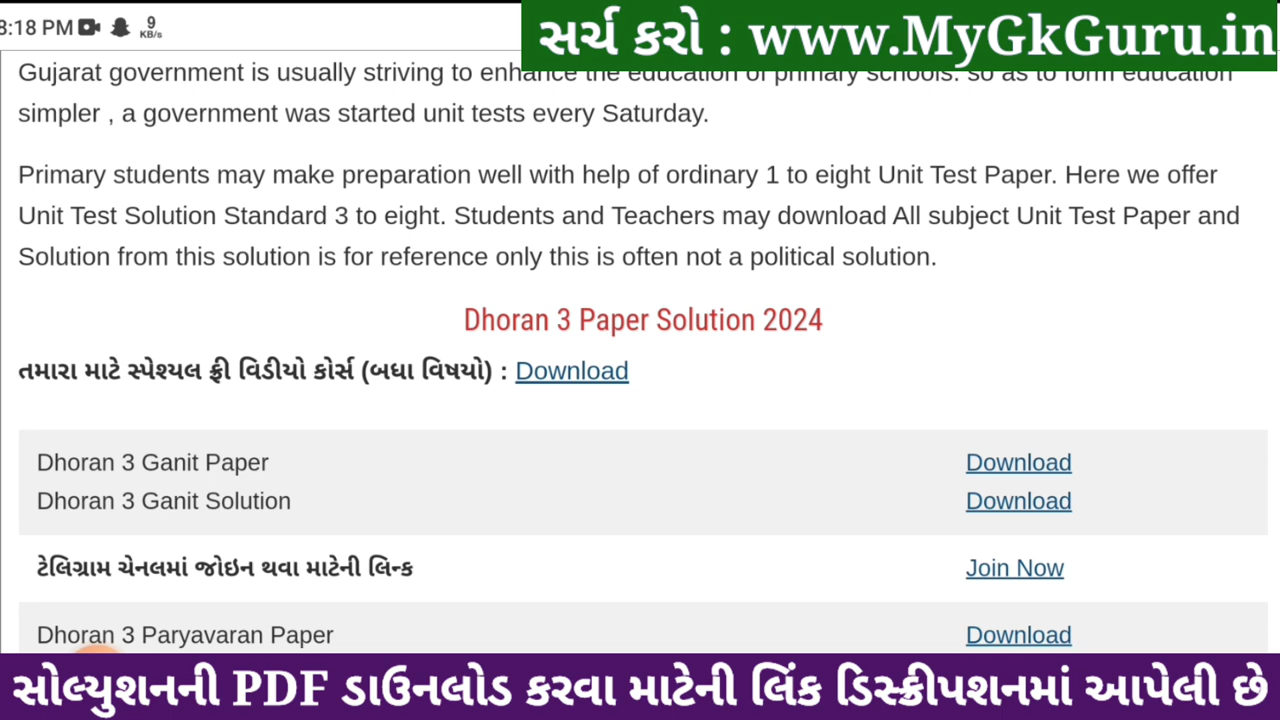 8:18 PM 9 KB/s
સર્ચ કરો : www.MyGkGuru.in
Gujarat government is usually striving to enhance the education of primary schools. so as to form education
simpler , a government was started unit tests every Saturday.
Primary students may make preparation well with help of ordinary 1 to eight Unit Test Paper. Here we offer
Unit Test Solution Standard 3 to eight. Students and Teachers may download All subject Unit Test Paper and
Solution from this solution is for reference only this is often not a political solution.
Dhoran 3 Paper Solution 2024
તમારા માટે સ્પેશ્યલ ફ્રી વિડીયો કોર્સ (બધા વિષયો) : Download
Dhoran 3 Ganit Paper Download
Dhoran 3 Ganit Solution Download
ટેલિગ્રામ ચેનલમાં જોઇન થવા માટેની લિન્ક Join Now
Dhoran 3 Paryavaran Paper Download
સોલ્યુશનની PDF ડાઉનલોડ કરવા માટેની લિંક ડિસ્ક્રીપશનમાં આપેલી છે